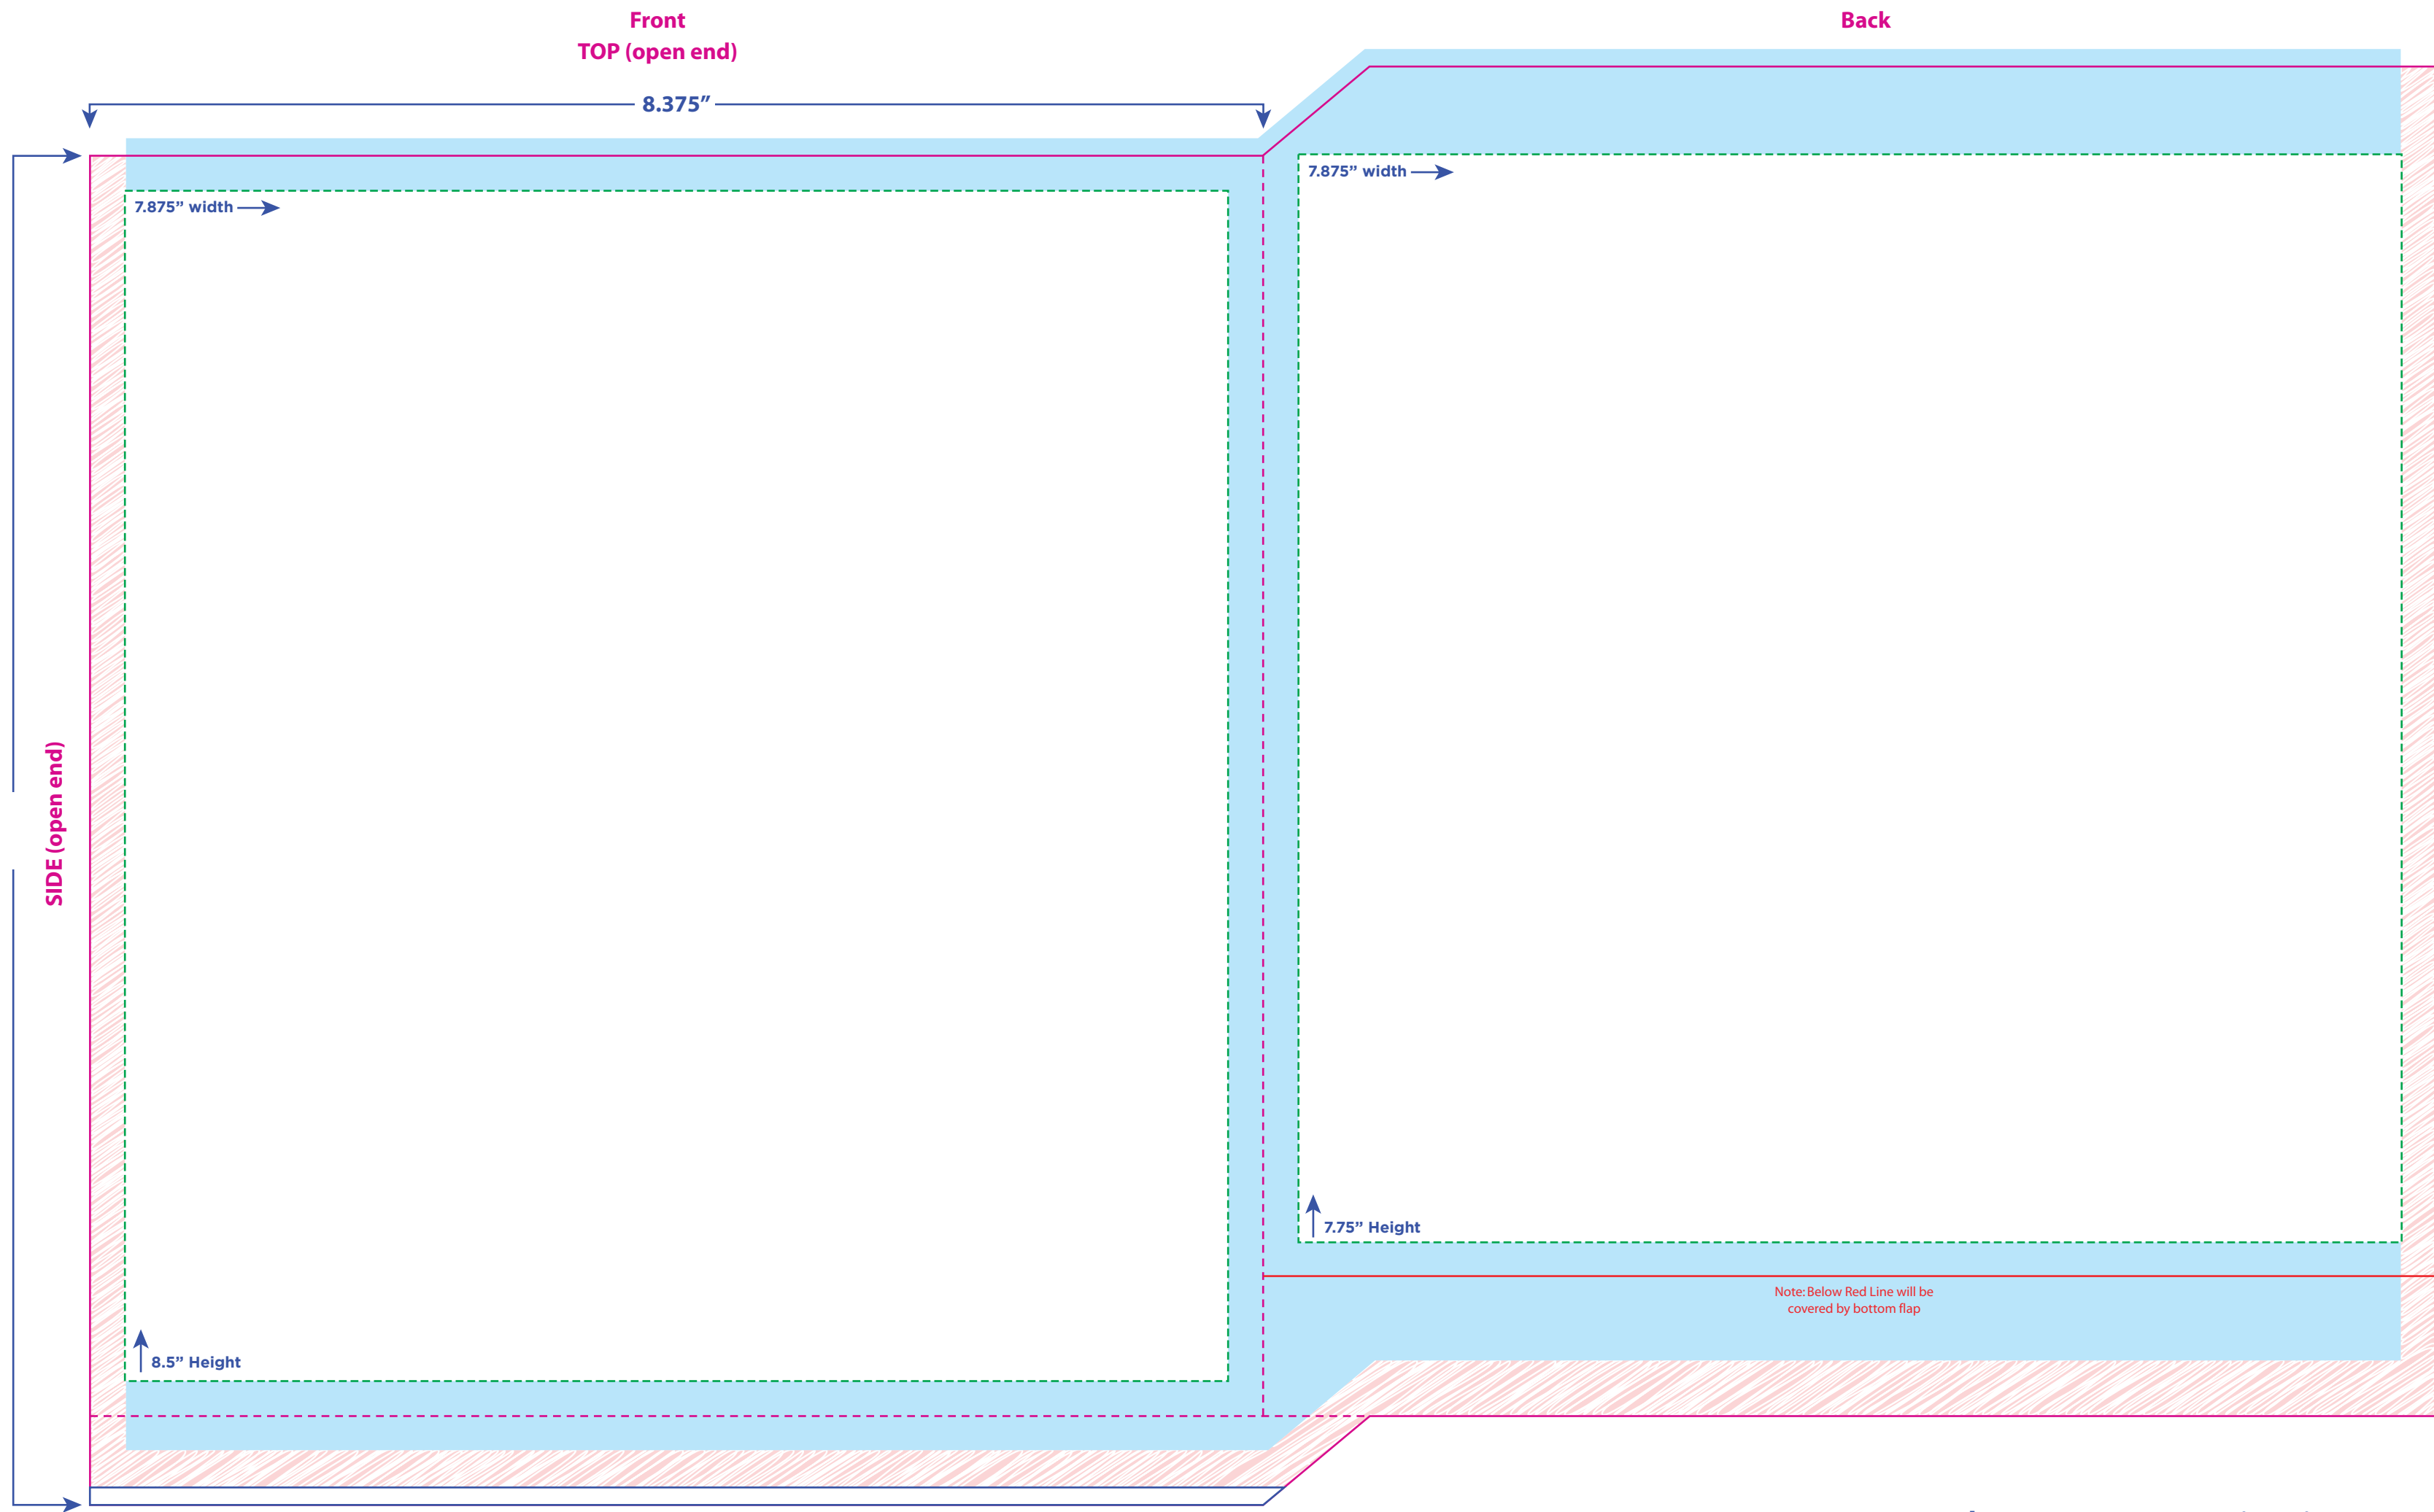 Front
Back
TOP (open end)
8.375”
7.875” width
7.875” width
SIDE (open end)
7.75” Height
Note: Below Red Line will be
covered by bottom flap
8.5” Height